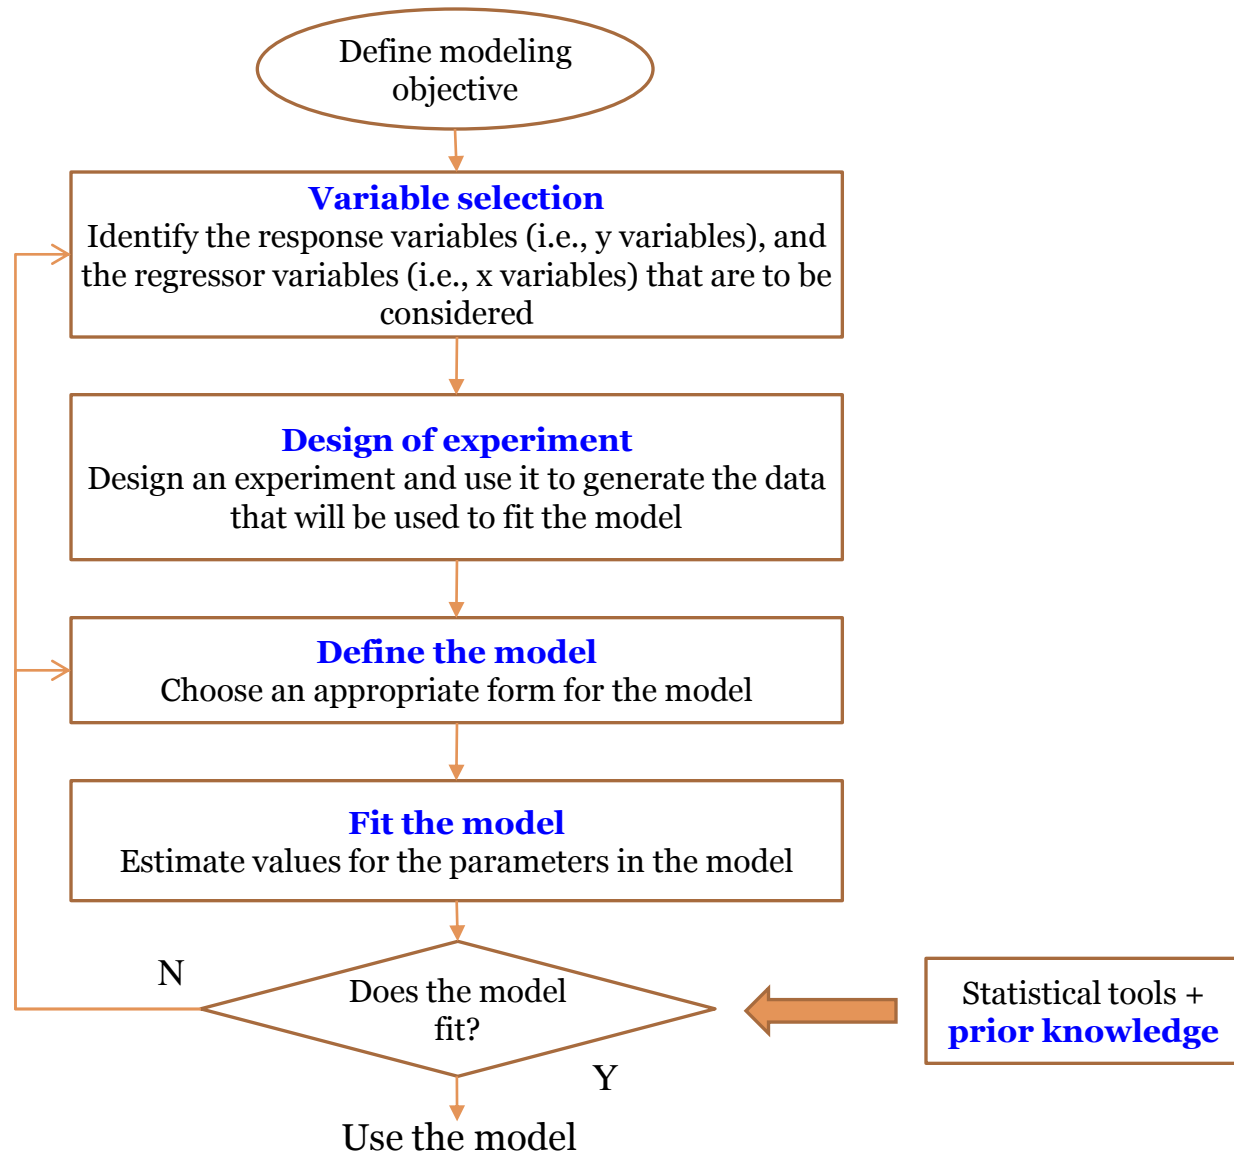 Define modeling
objective
Variable selection
Identify the response variables (i.e., y variables), and
the regressor variables (i.e., x variables) that are to be
considered
Design of experiment
Design an experiment and use it to generate the data
that will be used to fit the model
Define the model
Choose an appropriate form for the model
Fit the model
Estimate values for the parameters in the model
N
Does the model
fit?
Statistical tools +
prior knowledge
Y
Use the model